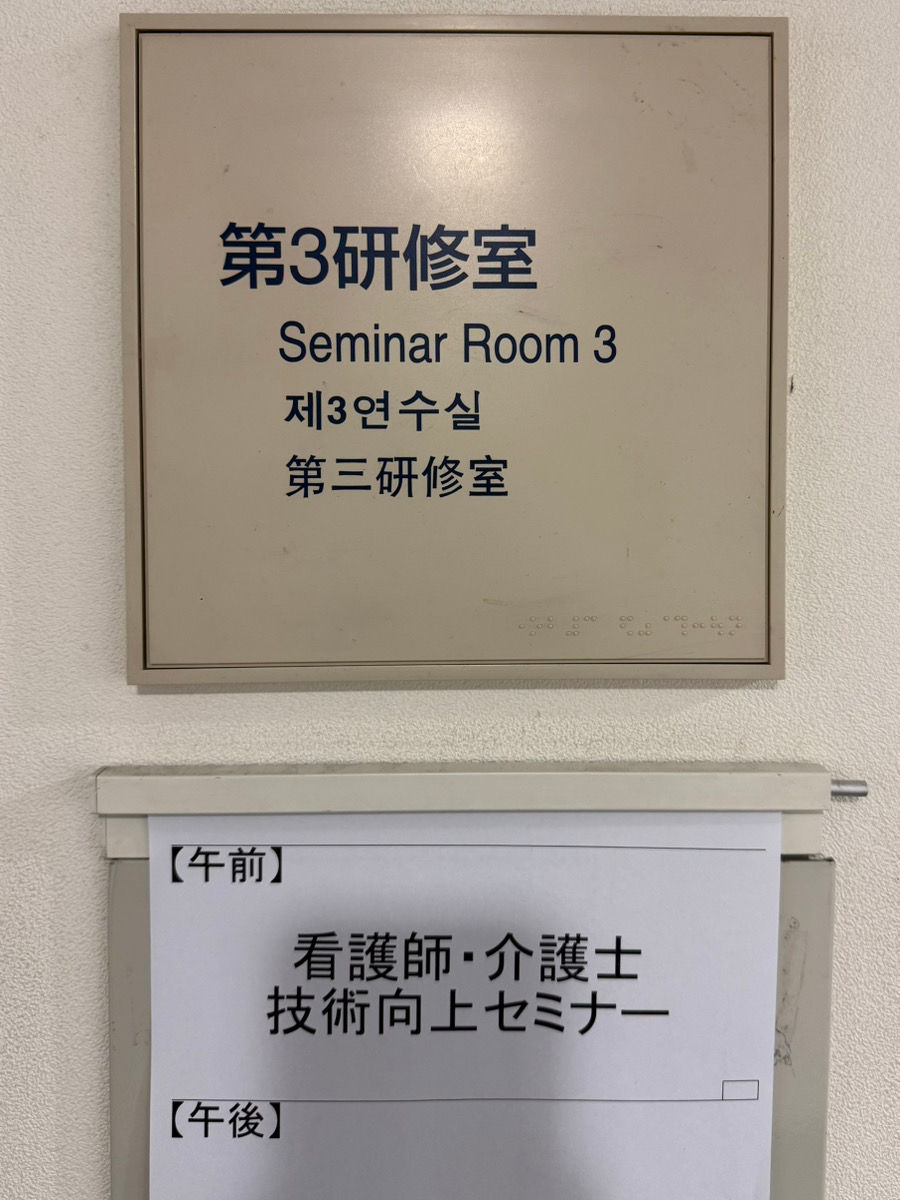 第3研修室
Seminar Room 3
제3연수실
第三研修室
【午前】
看護師・介護士
技術向上セミナー
【午後】